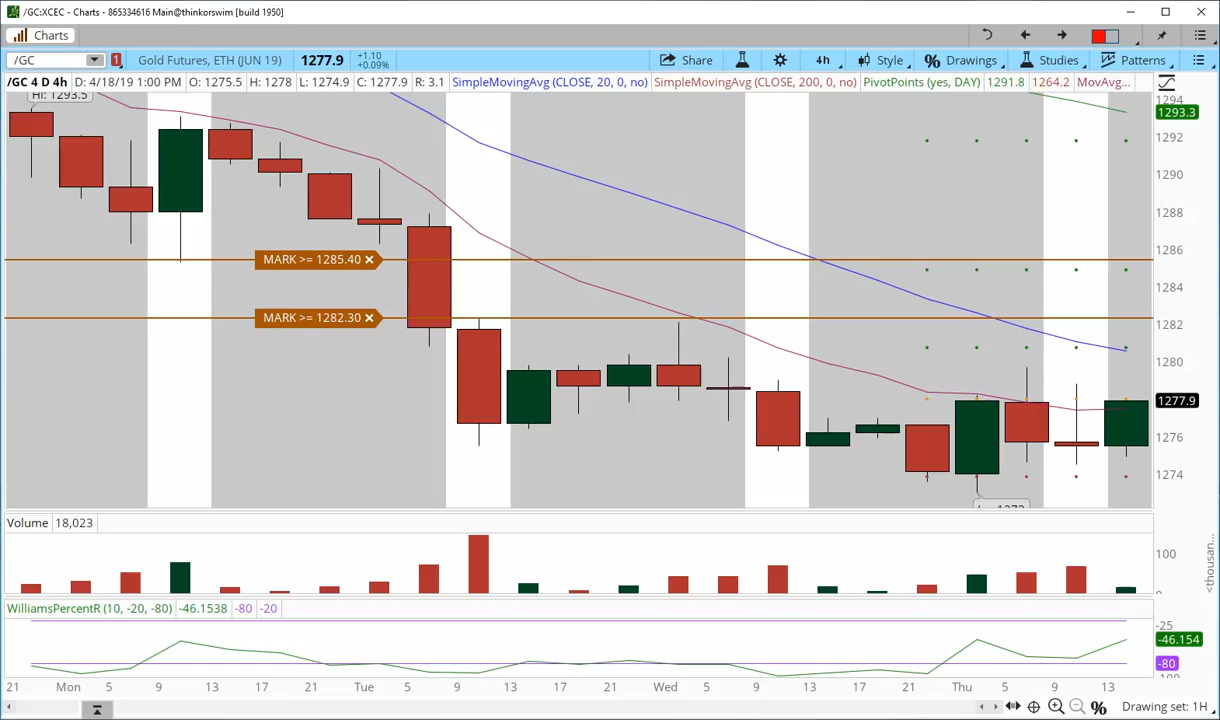 /GC:XCEC - Charts - 865334616 Main@thinkorswim [build 1950]
Charts
/GC 1 Gold Futures, ETH (JUN 19) 1277.9 +1.10 +0.09% Share 4h Style Drawings Studies Patterns
/GC 4 D 4h D: 4/18/19 1:00 PM O: 1275.5 H: 1278 L: 1274.9 C: 1277.9 R: 3.1 SimpleMovingAvg (CLOSE, 20, 0, no) SimpleMovingAvg (CLOSE, 200, 0, no) PivotPoints (yes, DAY) 1291.8 1264.2 MovAvg...
Hi: 1293.5
1294
1293.3
1292
1290
1288
1286
MARK >= 1285.40 ×
1284
MARK >= 1282.30 ×
1282
1280
1277.9
1276
1274
Volume 18,023
100
<thousan...
WilliamsPercentR (10, -20, -80) -46.1538 -80 -20
-25
-46.154
-80
21 Mon 5 9 13 17 21 Tue 5 9 13 17 21 Wed 5 9 13 17 21 Thu 5 9 13
Drawing set: 1H